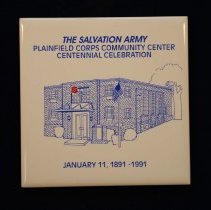 THE SALVATION ARMY
PLAINFIELD CORPS COMMUNITY CENTER
CENTENNIAL CELEBRATION
JANUARY 11, 1891 -1991